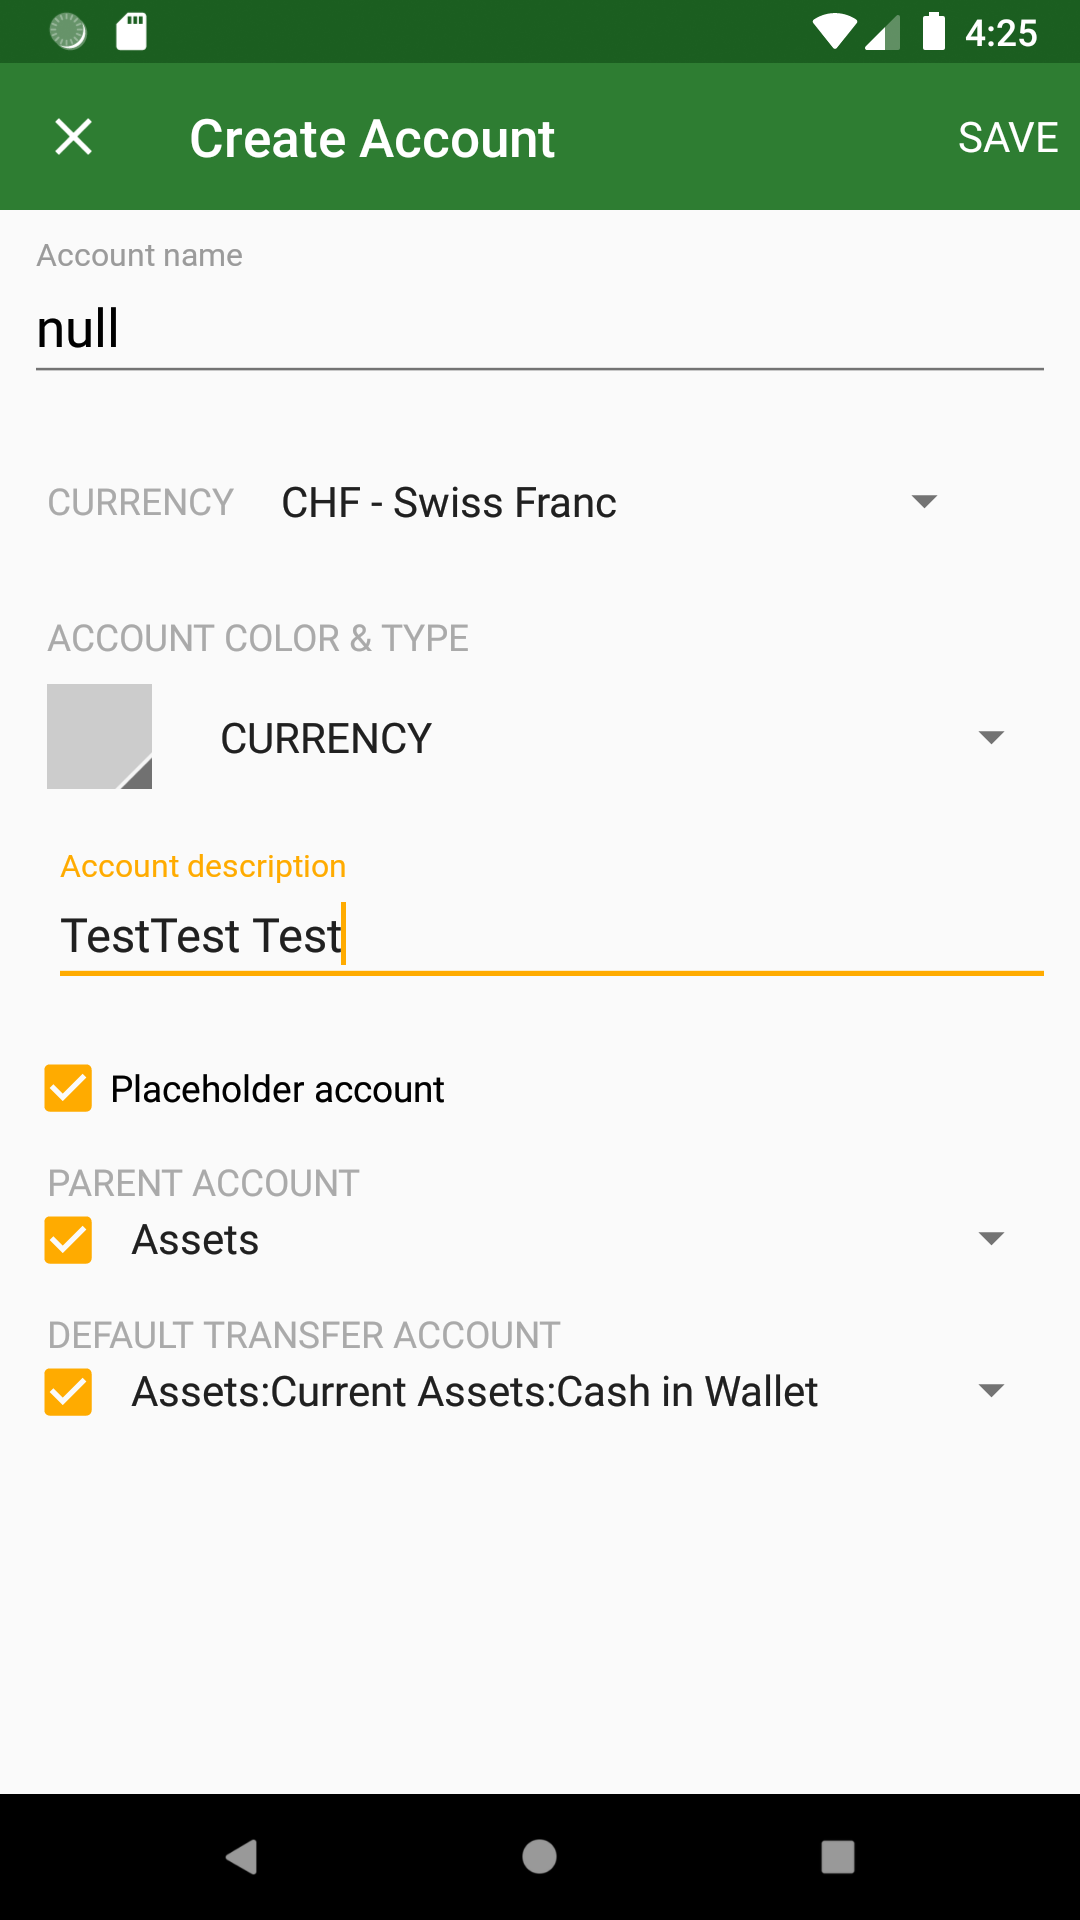 4:25
Create Account
SAVE
Account name
null
CURRENCY CHF - Swiss Franc
ACCOUNT COLOR & TYPE
CURRENCY
Account description
TestTest Test
Placeholder account
PARENT ACCOUNT
Assets
DEFAULT TRANSFER ACCOUNT
Assets:Current Assets:Cash in Wallet